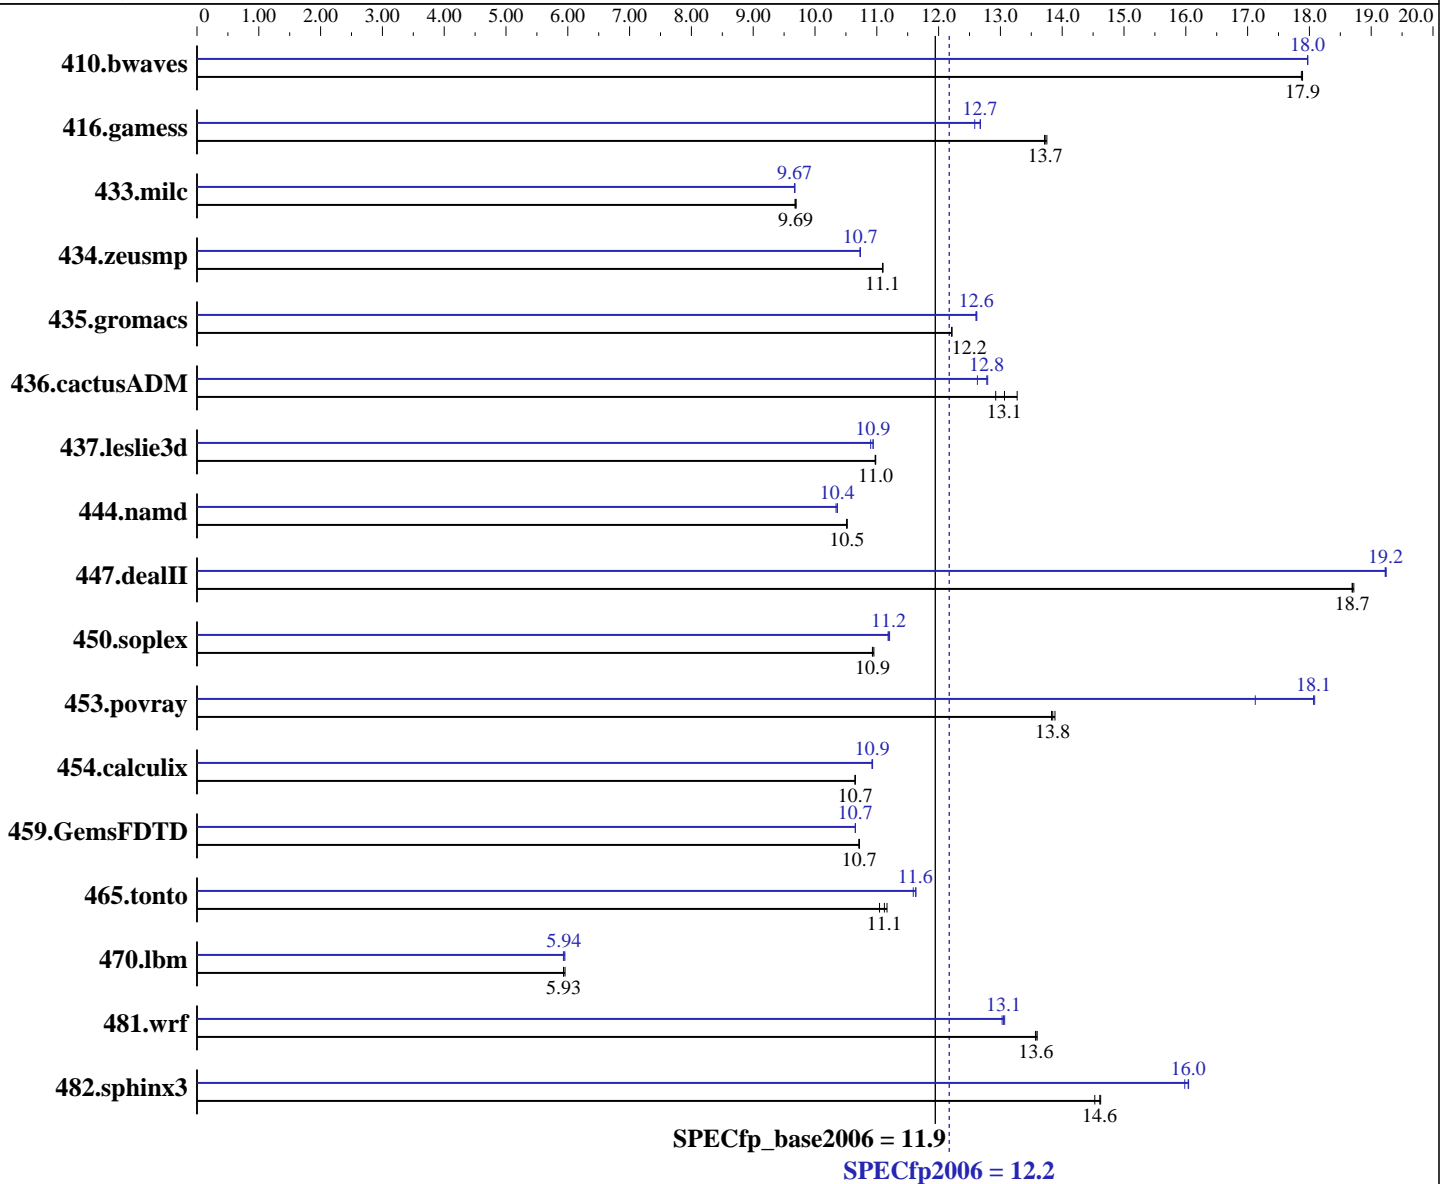 0 1.00 2.00 3.00 4.00 5.00 6.00 7.00 8.00 9.00 10.0 11.0 12.0 13.0 14.0 15.0 16.0 17.0 18.0 19.0 20.0
18.0
410.bwaves
17.9
12.7
416.gamess
13.7
9.67
433.milc
9.69
10.7
434.zeusmp
11.1
12.6
435.gromacs
12.2
12.8
436.cactusADM
13.1
10.9
437.leslie3d
11.0
10.4
444.namd
10.5
19.2
447.dealII
18.7
11.2
450.soplex
10.9
18.1
453.povray
13.8
10.9
454.calculix
10.7
10.7
459.GemsFDTD
10.7
11.6
465.tonto
11.1
5.94
470.lbm
5.93
13.1
481.wrf
13.6
16.0
482.sphinx3
14.6
SPECfp_base2006 = 11.9
SPECfp2006 = 12.2